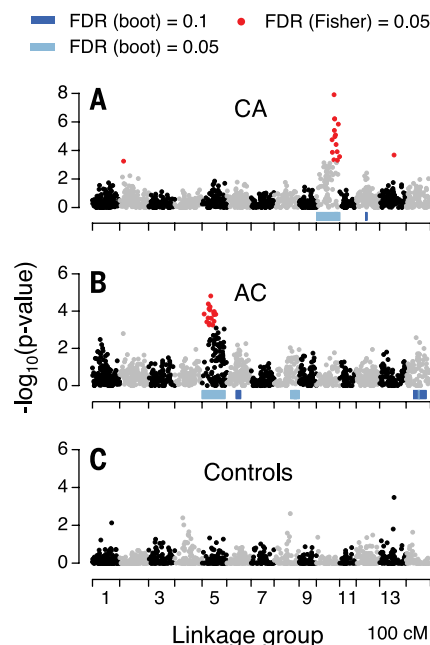 FDR (boot) = 0.1
FDR (Fisher) = 0.05
FDR (boot) = 0.05
A
CA
8
6
4
2
0
B
AC
6
4
2
0
-log10(p-value)
C
Controls
6
4
2
0
1 3 5 7 9 11 13
Linkage group
100 cM